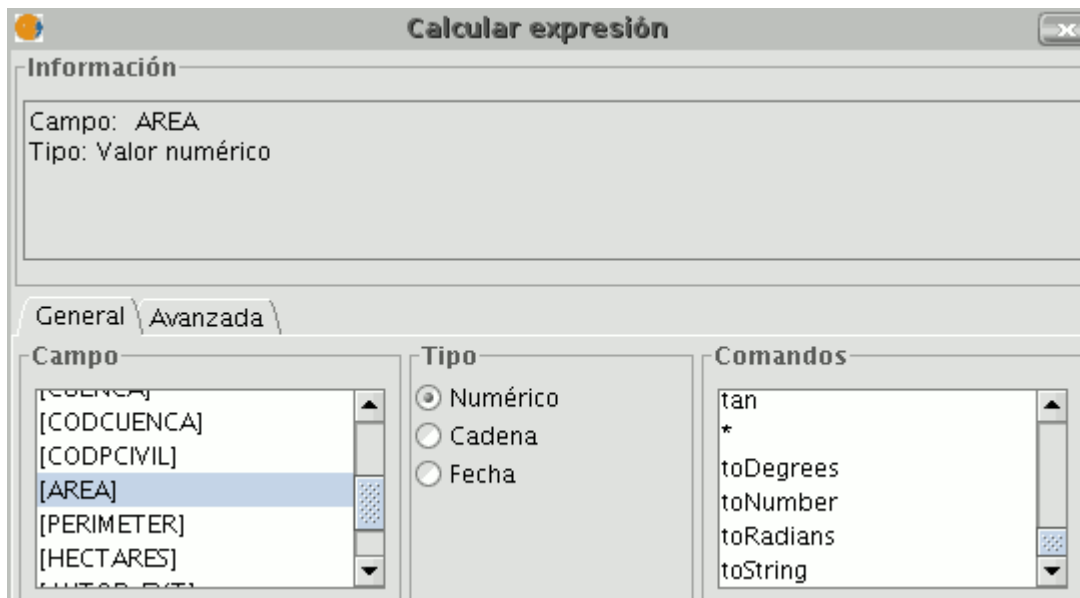 Calcular expresión
Información
Campo: AREA
Tipo: Valor numérico
General
Avanzada
Campo
[CUENCA]
[CODCUENCA]
[CODPCIVIL]
[AREA]
[PERIMETER]
[HECTARES]
Tipo
Numérico
Cadena
Fecha
Comandos
tan
*
toDegrees
toNumber
toRadians
toString